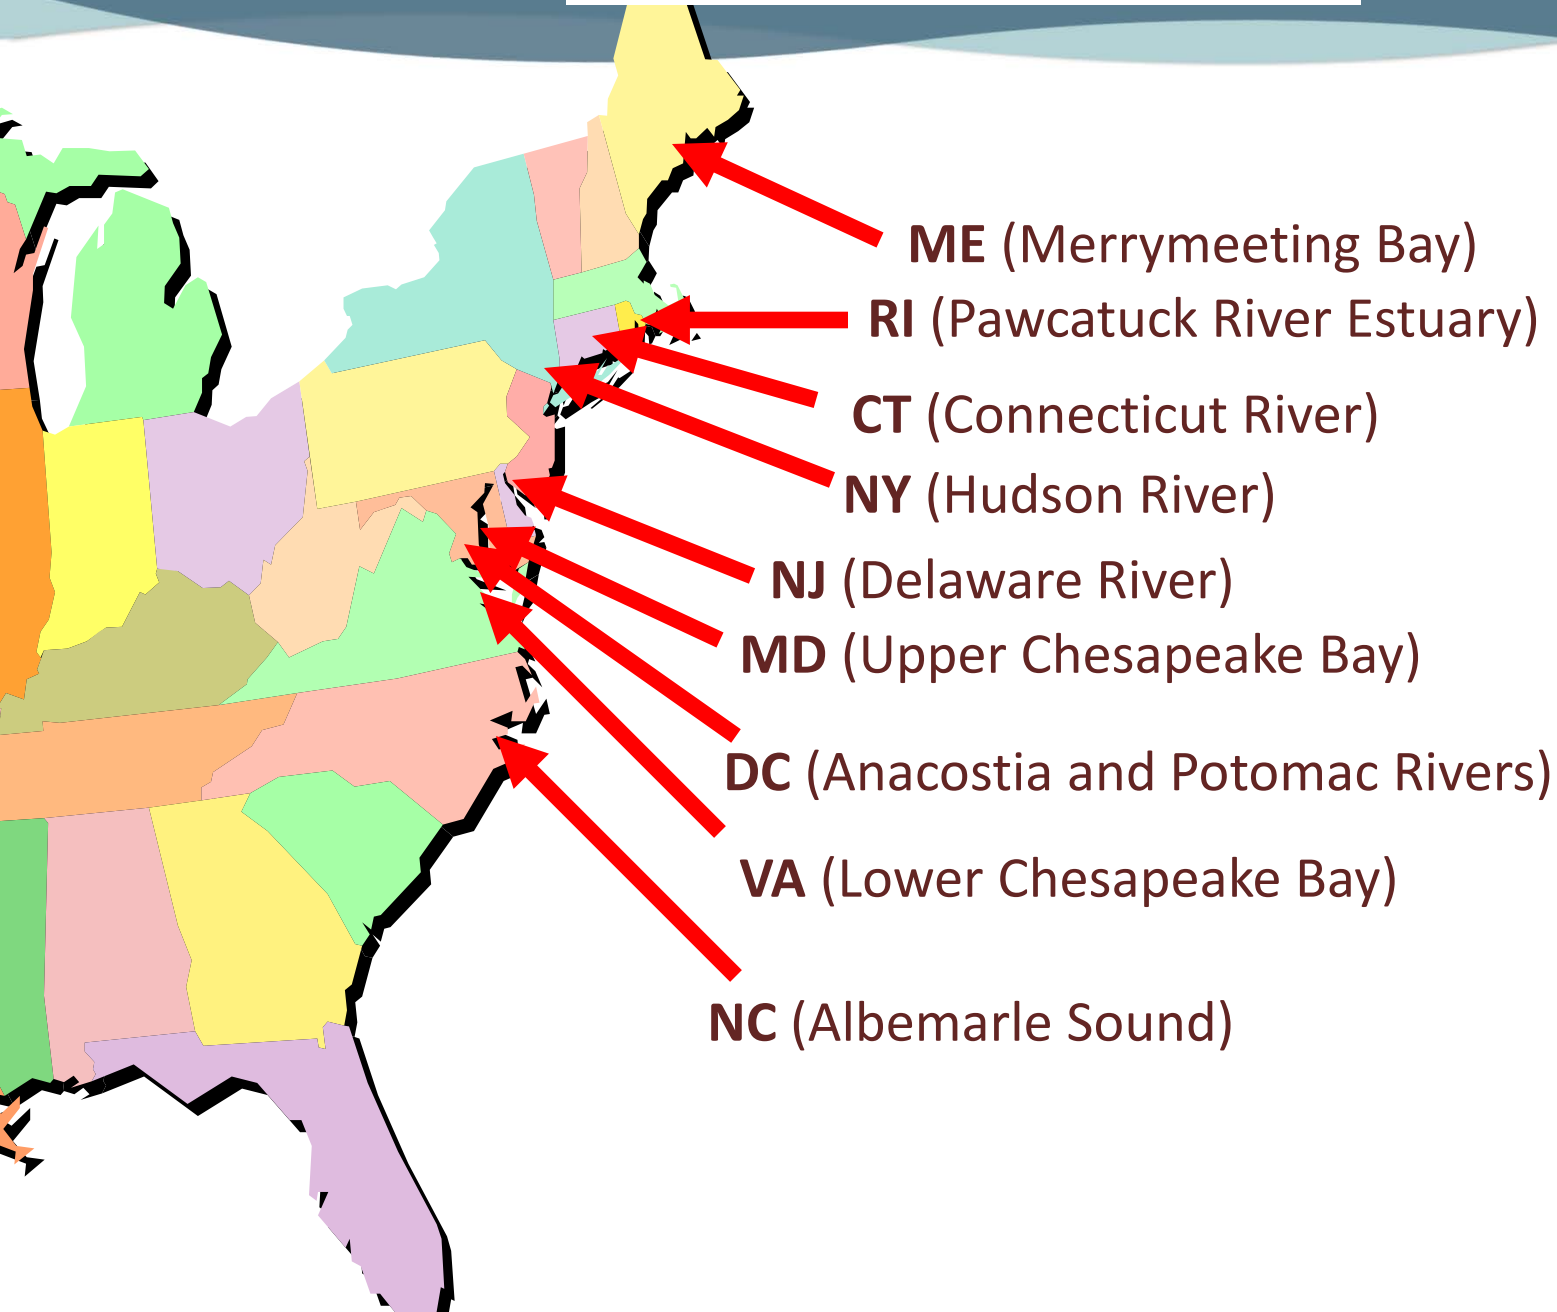 ME (Merrymeeting Bay)
RI (Pawcatuck River Estuary)
CT (Connecticut River)
NY (Hudson River)
NJ (Delaware River)
MD (Upper Chesapeake Bay)
DC (Anacostia and Potomac Rivers)
VA (Lower Chesapeake Bay)
NC (Albemarle Sound)